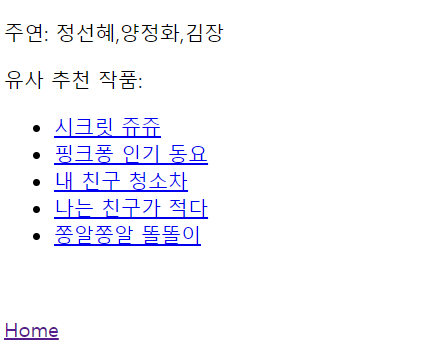 주연: 정선혜,양정화,김장
유사 추천 작품:
시크릿 쥬쥬
핑크퐁 인기 동요
내 친구 청소차
나는 친구가 적다
쫑알쫑알 똘똘이
Home